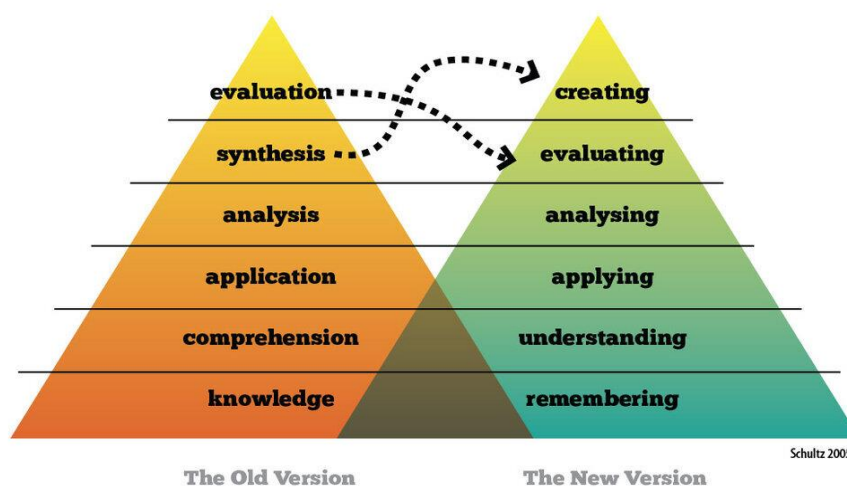 evaluation creating
synthesis evaluating
analysis analysing
application applying
comprehension understanding
knowledge remembering
Schultz 2005
The Old Version The New Version